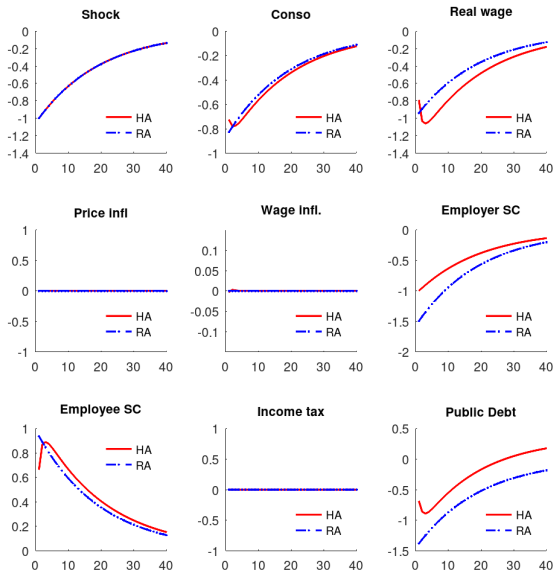 Shock
0
-0.2
-0.4
-0.6
-0.8
-1
-1.2
-1.4
HA
RA
0 10 20 30 40
Conso
0
-0.2
-0.4
-0.6
-0.8
-1
HA
RA
0 10 20 30 40
Real wage
0
-0.2
-0.4
-0.6
-0.8
-1
-1.2
-1.4
HA
RA
0 10 20 30 40
Price infl
1
0.5
0
-0.5
-1
HA
RA
0 10 20 30 40
Wage infl.
0.1
0.05
0
-0.05
-0.1
HA
RA
0 10 20 30 40
Employer SC
0
-0.5
-1
-1.5
-2
HA
RA
0 10 20 30 40
Employee SC
1
0.8
0.6
0.4
0.2
0
HA
RA
0 10 20 30 40
Income tax
1
0.5
0
-0.5
-1
HA
RA
0 10 20 30 40
Public Debt
0.5
0
-0.5
-1
-1.5
HA
RA
0 10 20 30 40